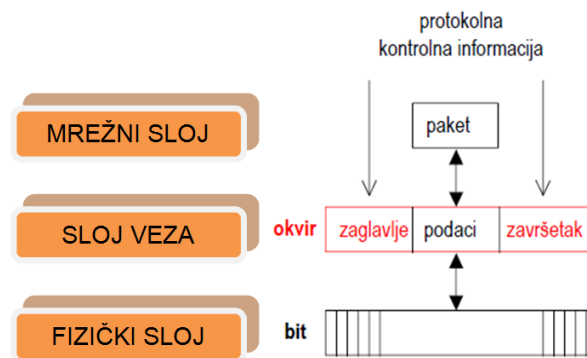 protokolna
kontrolna informacija
MREŽNI SLOJ
paket
SLOJ VEZA
okvir zaglavlje podaci završetak
FIZIČKI SLOJ
bit